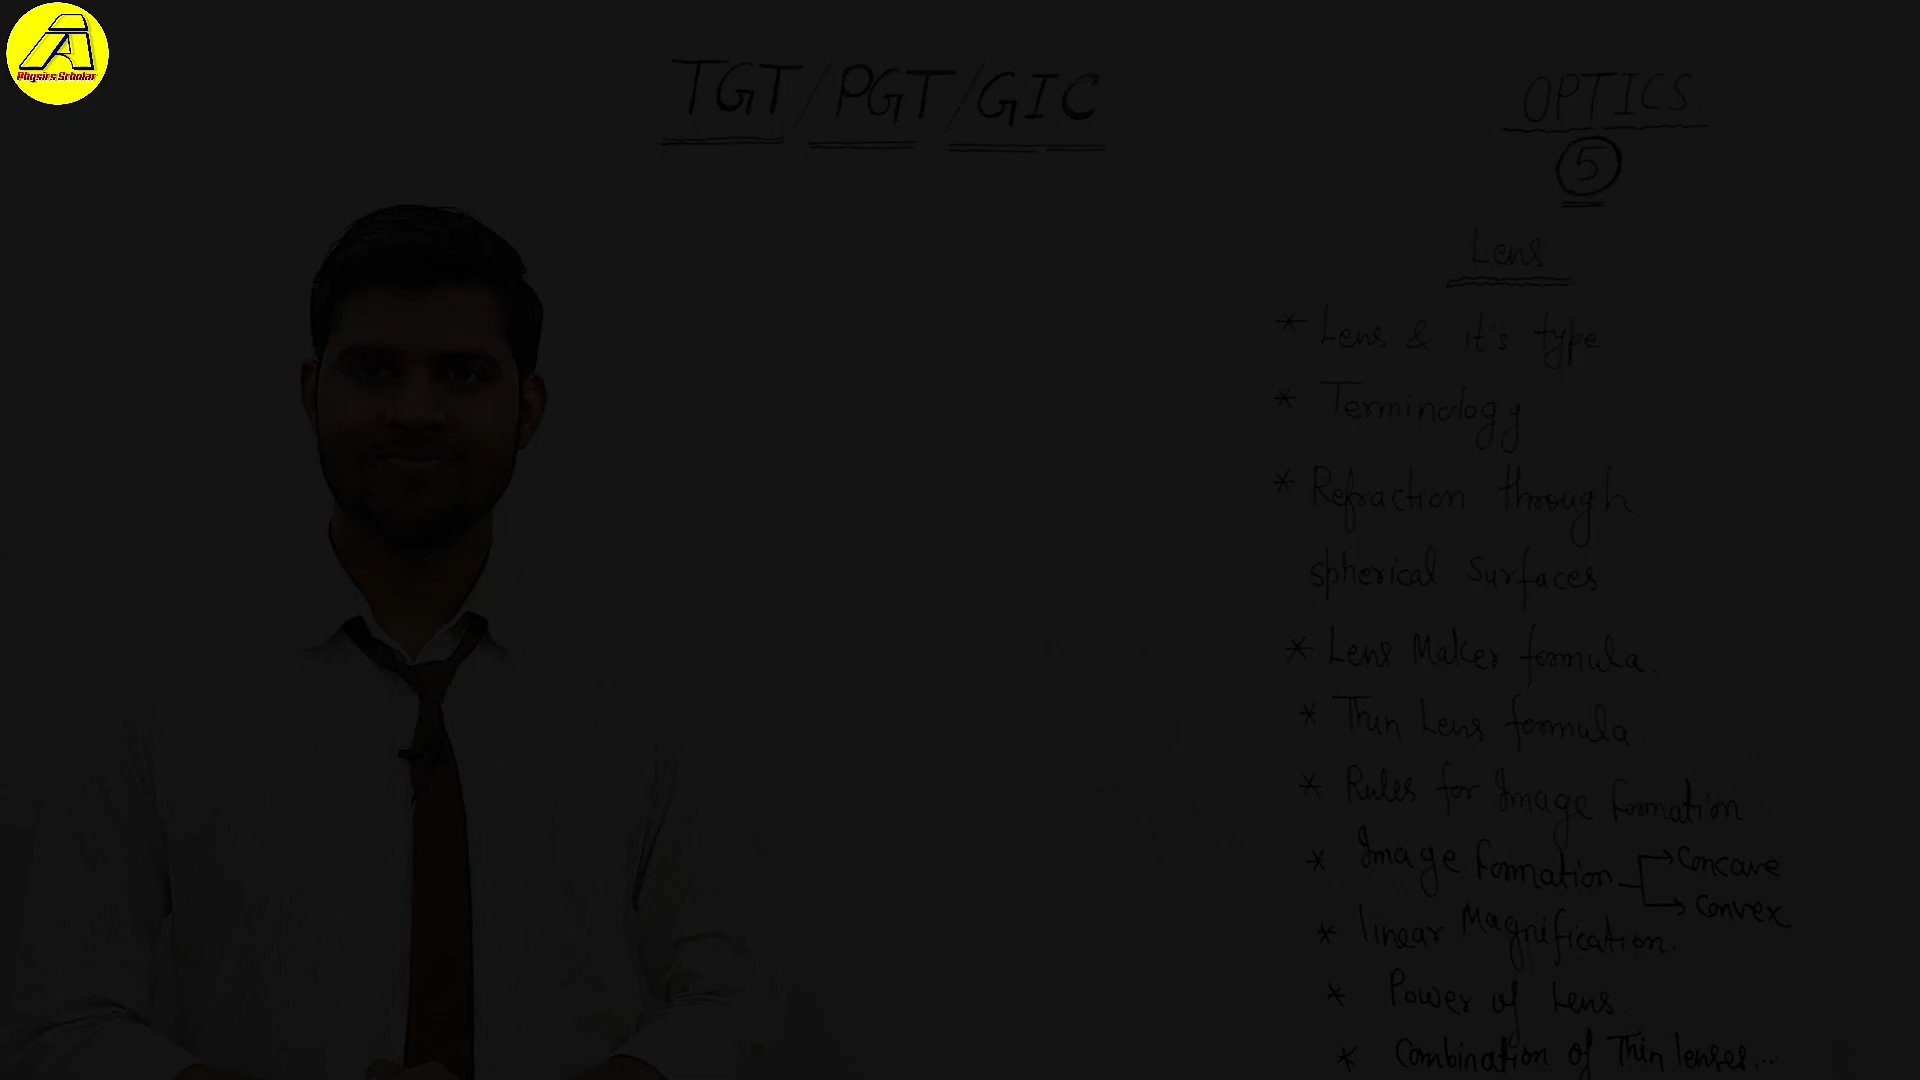 Physics Scholar
TGT/PGT/GIC
OPTICS
5
Lens
* Lens & it's type
* Terminology
* Refraction through
spherical surfaces
* Lens Maker formula.
* Thin Lens formula.
* Rules for Image formation
* Image formation → Concave
→ Convex
* linear Magnification.
* Power of Lens
* Combination of Thin lenses...